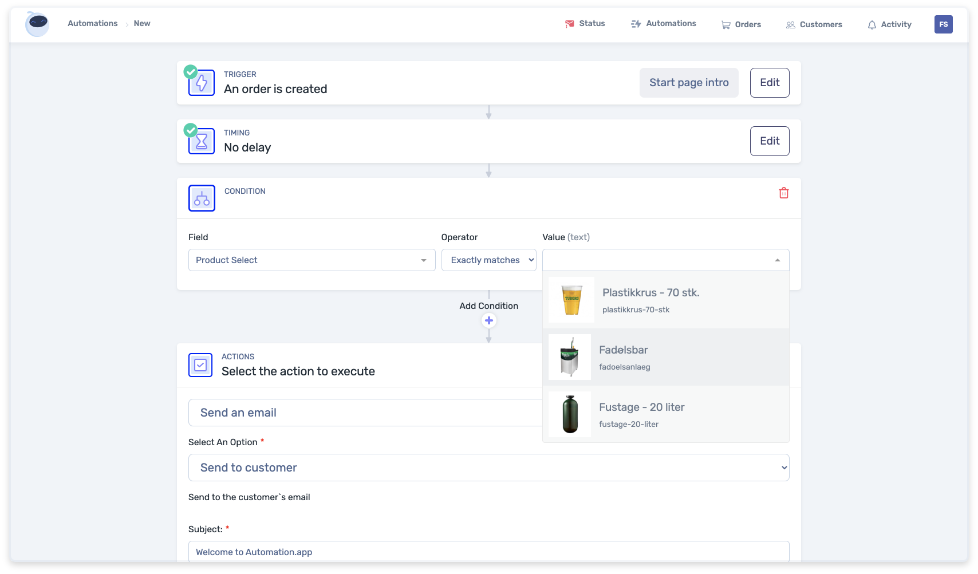 Automations New
Status Automations Orders Customers Activity FS
TRIGGER
An order is created
Start page intro Edit
TIMING
No delay
Edit
CONDITION
Field Operator Value (text)
Product Select Exactly matches
Plastikkrus - 70 stk.
plastikkrus-70-stk
Fadølsbar
fadoelsanlaeg
Fustage - 20 liter
fustage-20-liter
Add Condition
ACTIONS
Select the action to execute
Send an email
Select An Option *
Send to customer
Send to the customer`s email
Subject: *
Welcome to Automation.app